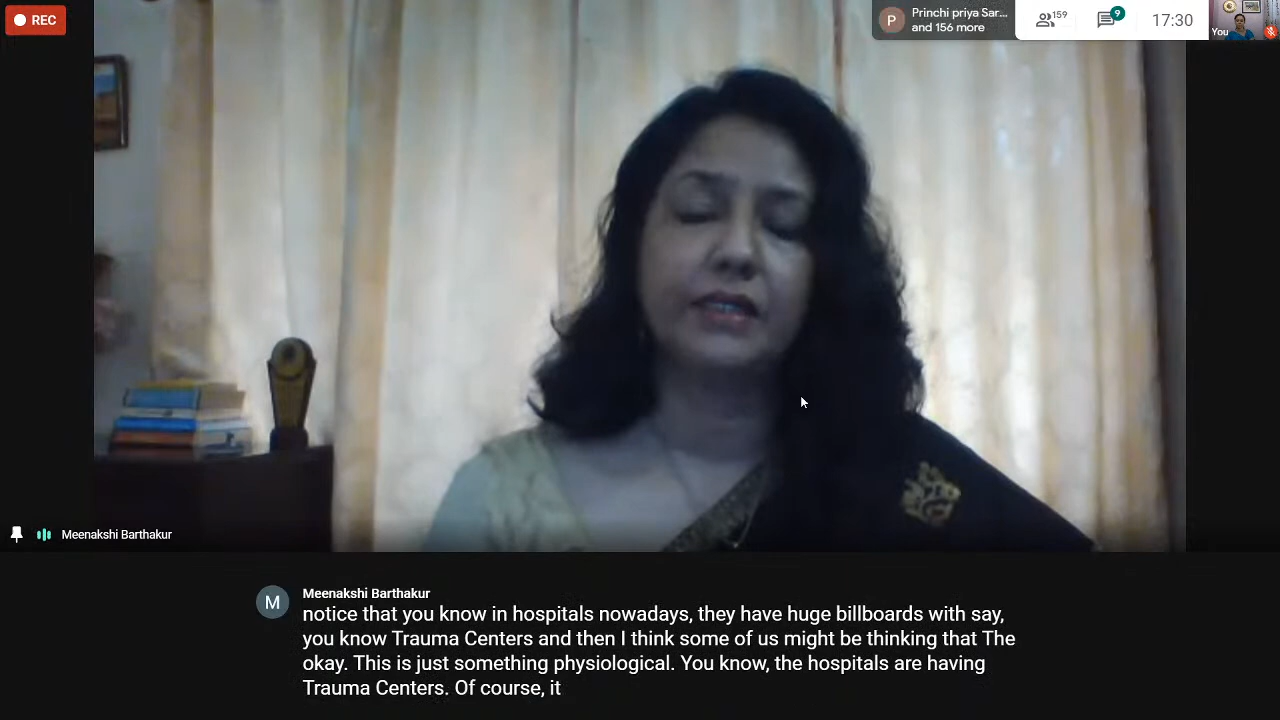 REC
P
Princhi priya Sar...
and 156 more
159
9
17:30
You
Meenakshi Barthakur
M
Meenakshi Barthakur
notice that you know in hospitals nowadays, they have huge billboards with say,
you know Trauma Centers and then I think some of us might be thinking that The
okay. This is just something physiological. You know, the hospitals are having
Trauma Centers. Of course, it